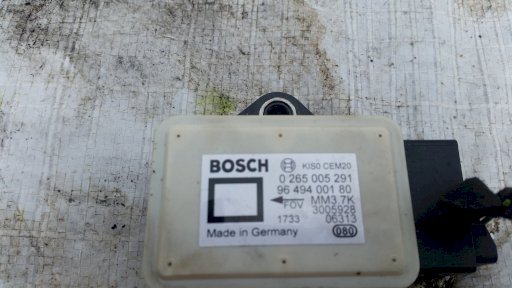 BOSCH KIS0 CEM20
0 265 005 291
96 494 001 80
MM3.7K
FOV 3005928
1733 06313
Made in Germany 080